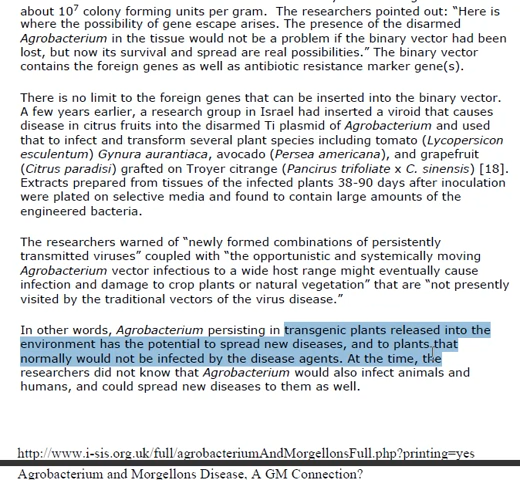 about 10⁷ colony forming units per gram.  The researchers pointed out: “Here is
where the possibility of gene escape arises. The presence of the disarmed
Agrobacterium in the tissue would not be a problem if the binary vector had been
lost, but now its survival and spread are real possibilities.” The binary vector
contains the foreign genes as well as antibiotic resistance marker gene(s).
There is no limit to the foreign genes that can be inserted into the binary vector.
A few years earlier, a research group in Israel had inserted a viroid that causes
disease in citrus fruits into the disarmed Ti plasmid of Agrobacterium and used
that to infect and transform several plant species including tomato (Lycopersicon
esculentum) Gynura aurantiaca, avocado (Persea americana), and grapefruit
(Citrus paradisi) grafted on Troyer citrange (Pancirus trifoliate x C. sinensis) [18].
Extracts prepared from tissues of the infected plants 38-90 days after inoculation
were plated on selective media and found to contain large amounts of the
engineered bacteria.
The researchers warned of “newly formed combinations of persistently
transmitted viruses” coupled with “the opportunistic and systemically moving
Agrobacterium vector infectious to a wide host range might eventually cause
infection and damage to crop plants or natural vegetation” that are “not presently
visited by the traditional vectors of the virus disease.”
In other words, Agrobacterium persisting in transgenic plants released into the
environment has the potential to spread new diseases, and to plants that
normally would not be infected by the disease agents. At the time, the
researchers did not know that Agrobacterium would also infect animals and
humans, and could spread new diseases to them as well.
http://www.i-sis.org.uk/full/agrobacteriumAndMorgellonsFull.php?printing=yes
Agrobacterium and Morgellons Disease, A GM Connection?